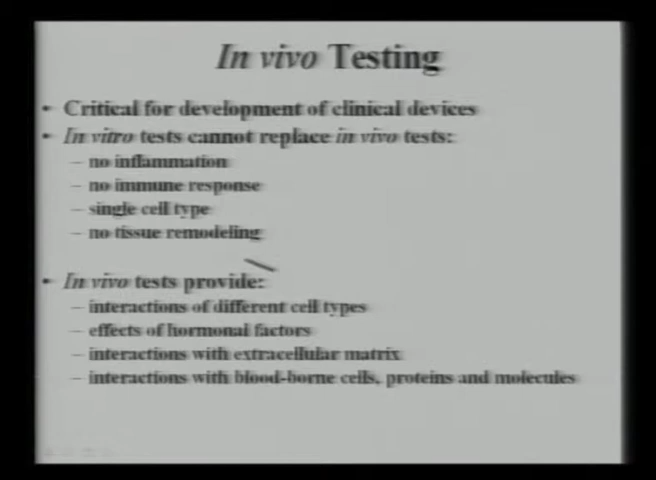 In vivo Testing
• Critical for development of clinical devices
• In vitro tests cannot replace in vivo tests:
– no inflammation
– no immune response
– single cell type
– no tissue remodeling
• In vivo tests provide:
– interactions of different cell types
– effects of hormonal factors
– interactions with extracellular matrix
– interactions with blood-borne cells, proteins and molecules